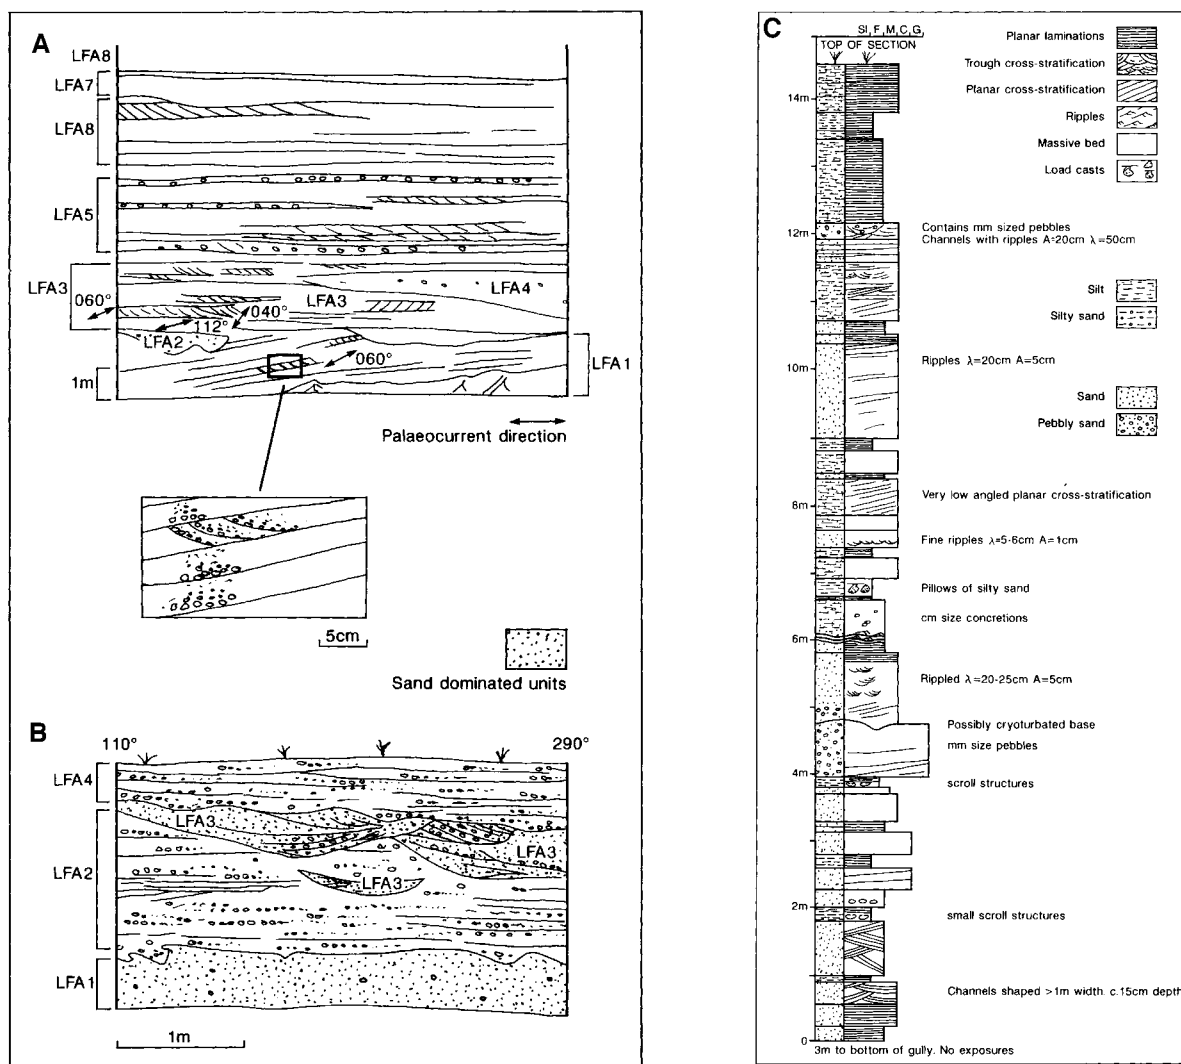 A
LFA8
LFA7
LFA8
LFA5
LFA3
LFA4
LFA3
060°
040°
112°
LFA2
060°
LFA1
1m
Palaeocurrent direction
5cm
Sand dominated units
B
110°
290°
LFA4
LFA3
LFA3
LFA2
LFA3
LFA1
1m
C
SI, F, M, C, G,
TOP OF SECTION
Planar laminations
Trough cross-stratification
Planar cross-stratification
Ripples
Massive bed
Load casts
14m
Contains mm sized pebbles
12m
Channels with ripples A=20cm λ=50cm
Silt
Silty sand
10m
Ripples λ=20cm A=5cm
Sand
Pebbly sand
Very low angled planar cross-stratification
8m
Fine ripples λ=5-6cm A=1cm
Pillows of silty sand
cm size concretions
6m
Rippled λ=20-25cm A=5cm
Possibly cryoturbated base
mm size pebbles
4m
scroll structures
2m
small scroll structures
Channels shaped >1m width. c.15cm depth
0
3m to bottom of gully. No exposures